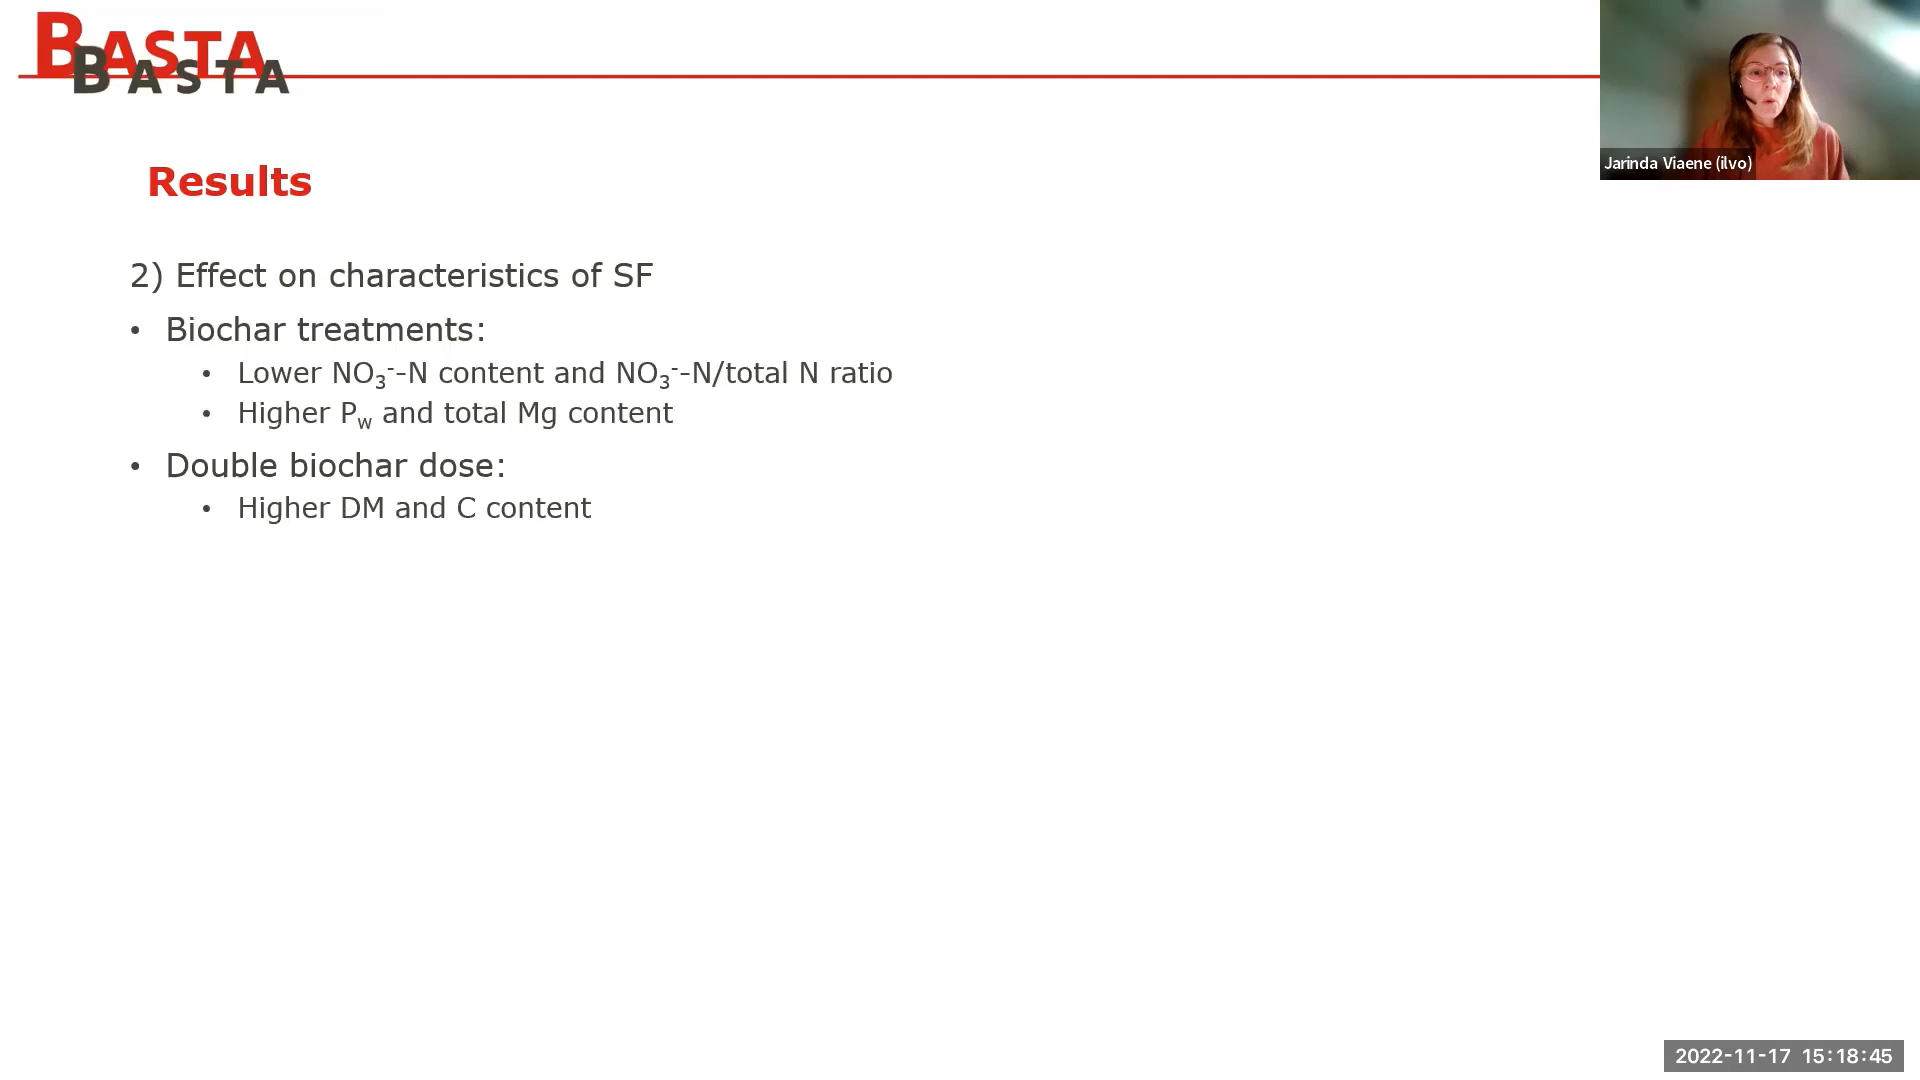 BASTA
BASTA
Jarinda Viaene (ilvo)
Results
2) Effect on characteristics of SF
• Biochar treatments:
• Lower NO₃⁻-N content and NO₃⁻-N/total N ratio
• Higher P_w and total Mg content
• Double biochar dose:
• Higher DM and C content
2022-11-17 15:18:45